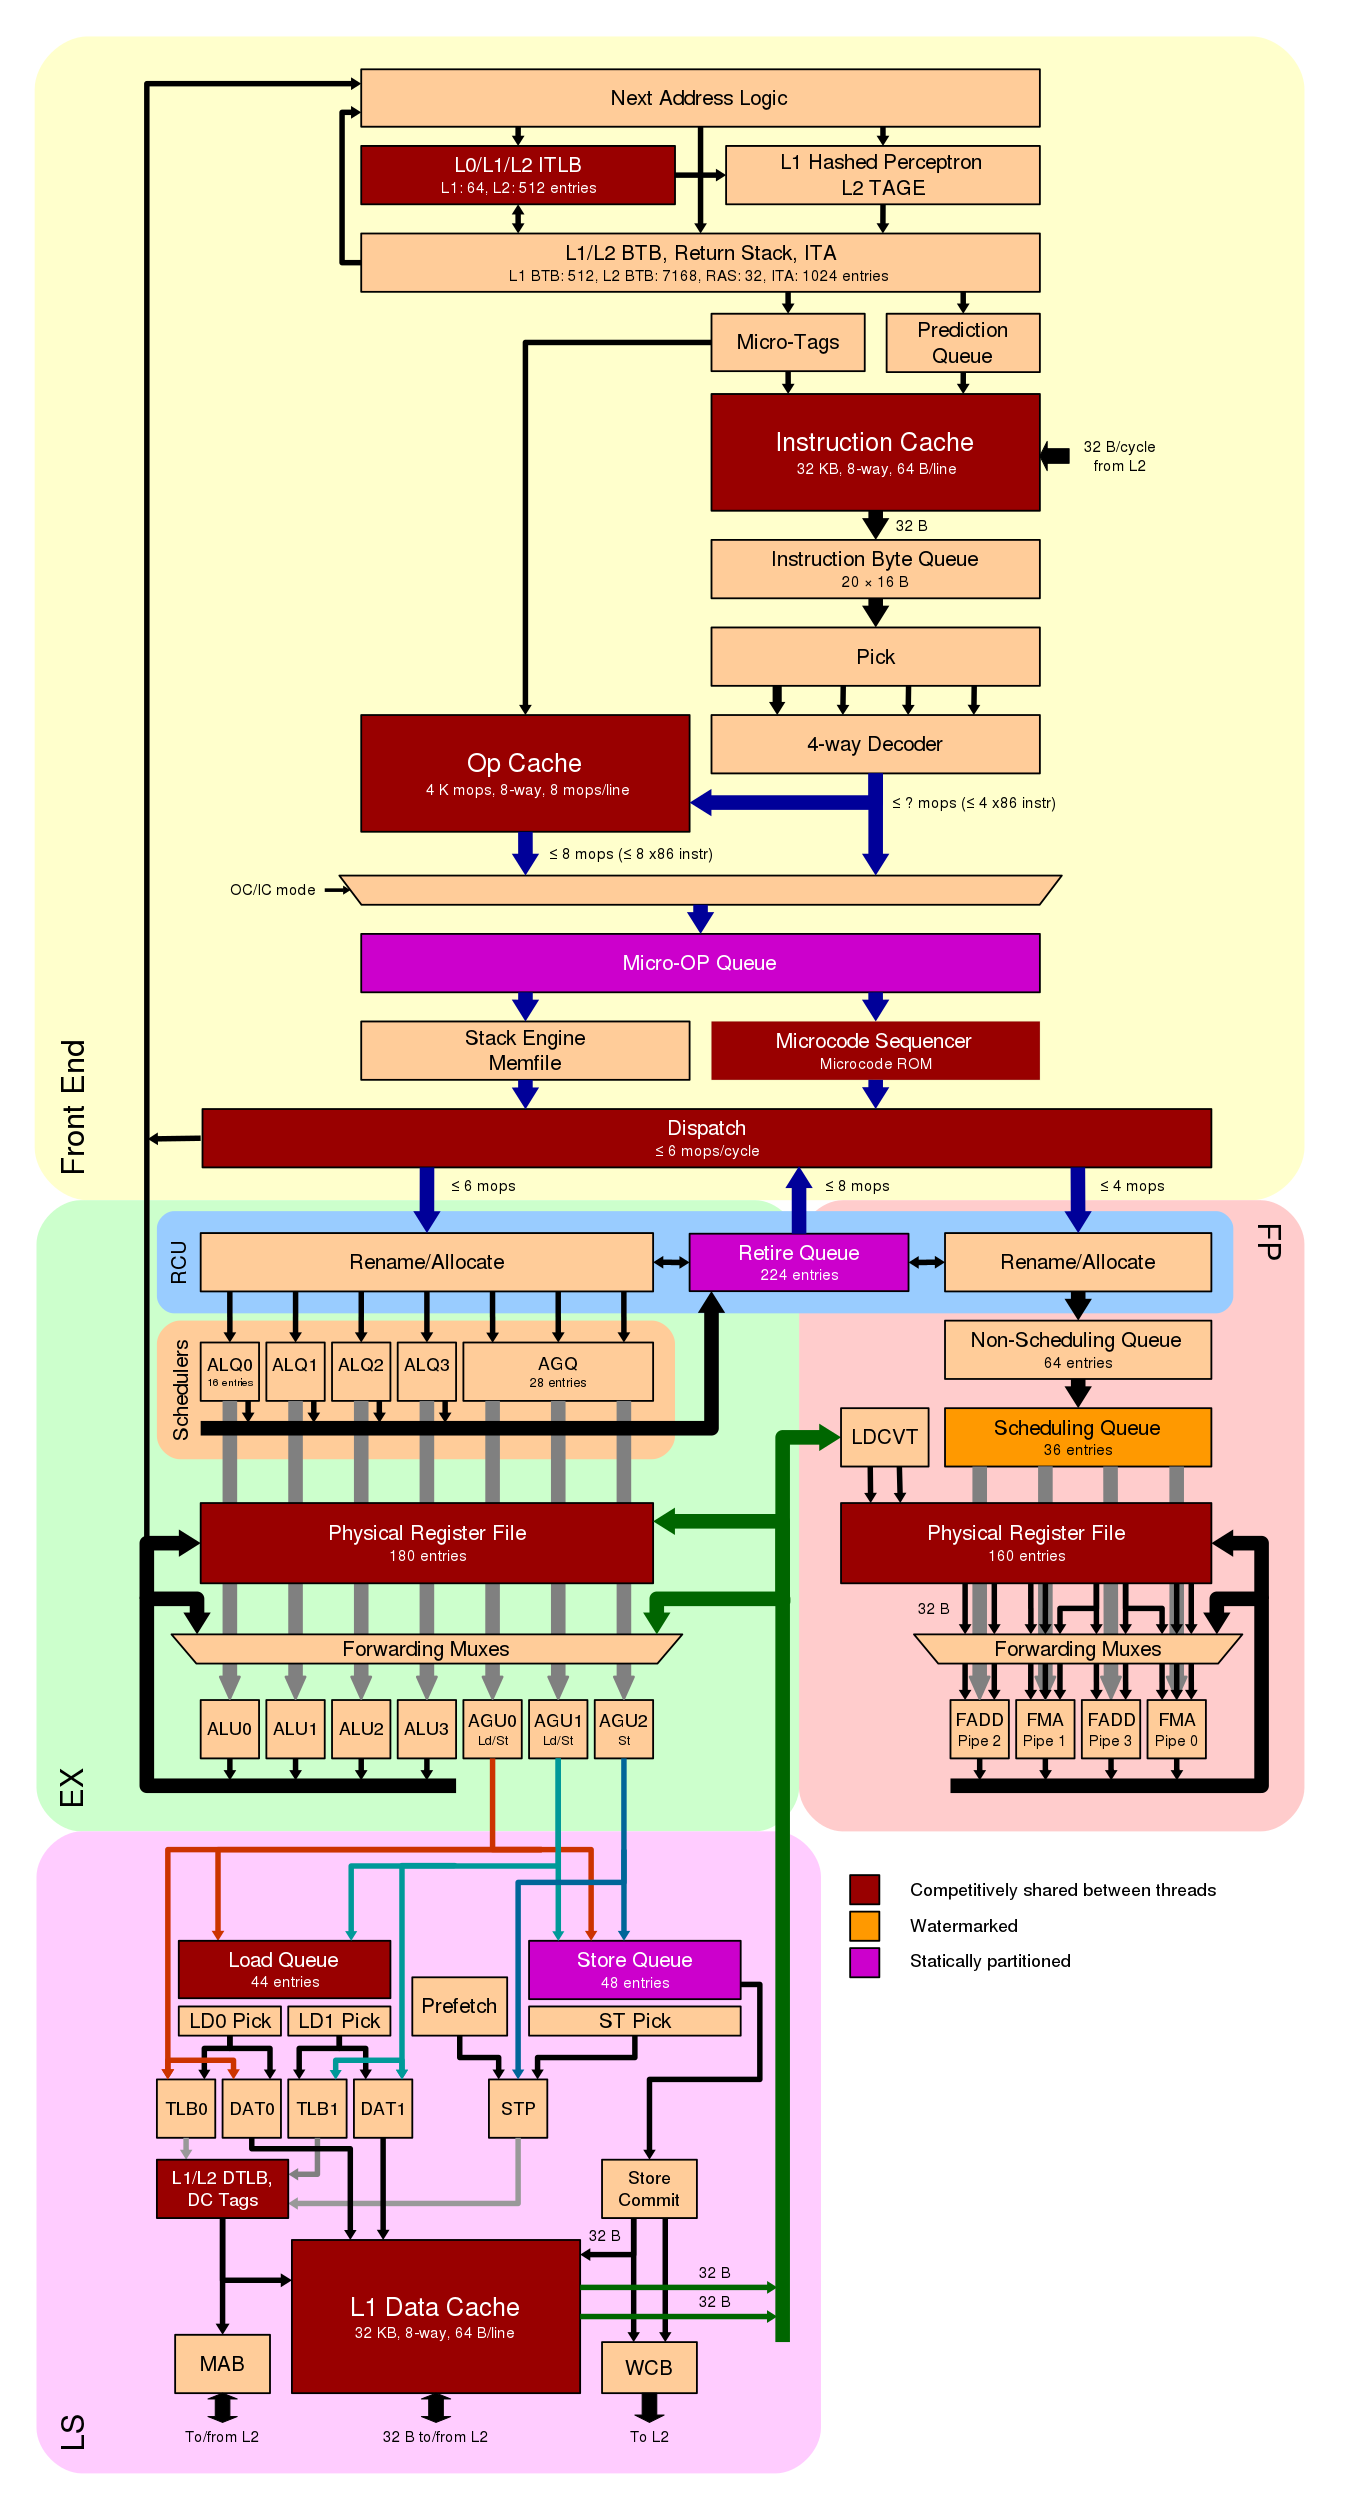 Next Address Logic
L0/L1/L2 ITLB
L1: 64, L2: 512 entries
L1 Hashed Perceptron
L2 TAGE
L1/L2 BTB, Return Stack, ITA
L1 BTB: 512, L2 BTB: 7168, RAS: 32, ITA: 1024 entries
Micro-Tags
Prediction
Queue
Instruction Cache
32 KB, 8-way, 64 B/line
32 B/cycle
from L2
32 B
Instruction Byte Queue
20 × 16 B
Pick
Op Cache
4 K mops, 8-way, 8 mops/line
4-way Decoder
≤ ? mops (≤ 4 x86 instr)
≤ 8 mops (≤ 8 x86 instr)
OC/IC mode
Micro-OP Queue
Stack Engine
Memfile
Microcode Sequencer
Microcode ROM
Front End
Dispatch
≤ 6 mops/cycle
≤ 6 mops
≤ 8 mops
≤ 4 mops
RCU
Rename/Allocate
Retire Queue
224 entries
Rename/Allocate
FP
Schedulers
ALQ0
16 entries
ALQ1
ALQ2
ALQ3
AGQ
28 entries
Non-Scheduling Queue
64 entries
LDCVT
Scheduling Queue
36 entries
Physical Register File
180 entries
Physical Register File
160 entries
32 B
Forwarding Muxes
Forwarding Muxes
ALU0
ALU1
ALU2
ALU3
AGU0
Ld/St
AGU1
Ld/St
AGU2
St
FADD
Pipe 2
FMA
Pipe 1
FADD
Pipe 3
FMA
Pipe 0
EX
Competitively shared between threads
Watermarked
Statically partitioned
Load Queue
44 entries
Store Queue
48 entries
LD0 Pick
LD1 Pick
Prefetch
ST Pick
TLB0
DAT0
TLB1
DAT1
STP
L1/L2 DTLB,
DC Tags
Store
Commit
32 B
32 B
32 B
L1 Data Cache
32 KB, 8-way, 64 B/line
MAB
WCB
LS
To/from L2
32 B to/from L2
To L2